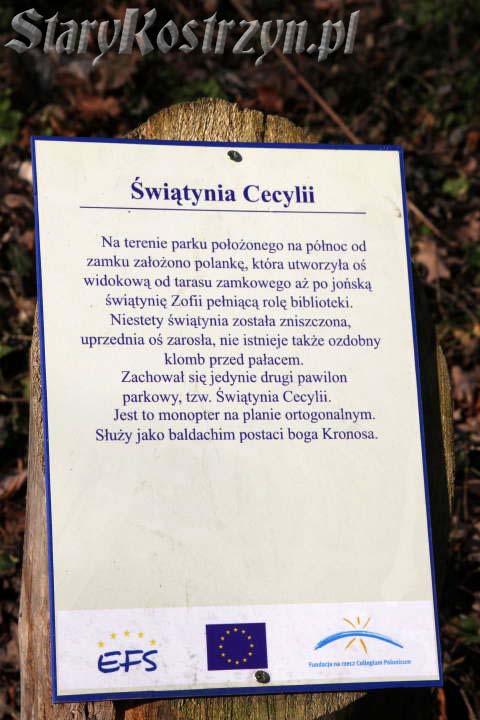 StaryKostrzyn.pl
Świątynia Cecylii
Na terenie parku położonego na północ od
zamku założono polankę, która utworzyła oś
widokową od tarasu zamkowego aż po jońską
świątynię Zofii pełniącą rolę biblioteki.
Niestety świątynia została zniszczona,
uprzednia oś zarosła, nie istnieje także ozdobny
klomb przed pałacem.
Zachował się jedynie drugi pawilon
parkowy, tzw. Świątynia Cecylii.
Jest to monopter na planie ortogonalnym.
Służy jako baldachim postaci boga Kronosa.
EFS
Fundacja na rzecz Collegium Polonicum